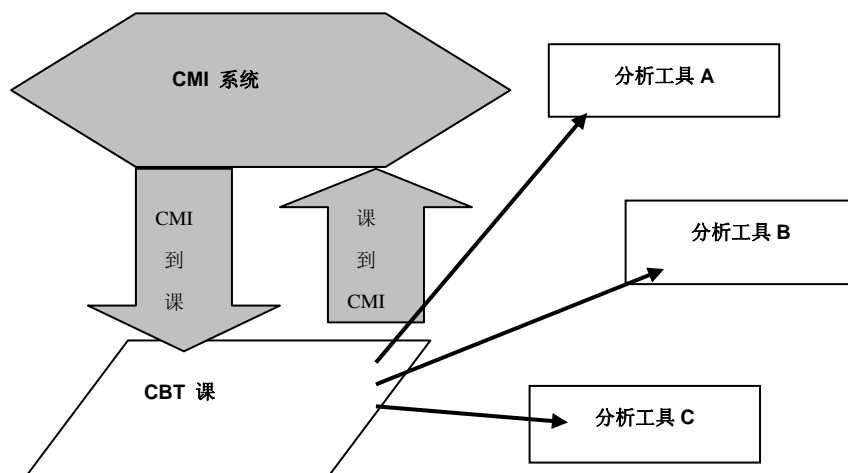 CMI 系统
分析工具 A
CMI
到
课
课
到
CMI
分析工具 B
CBT 课
分析工具 C